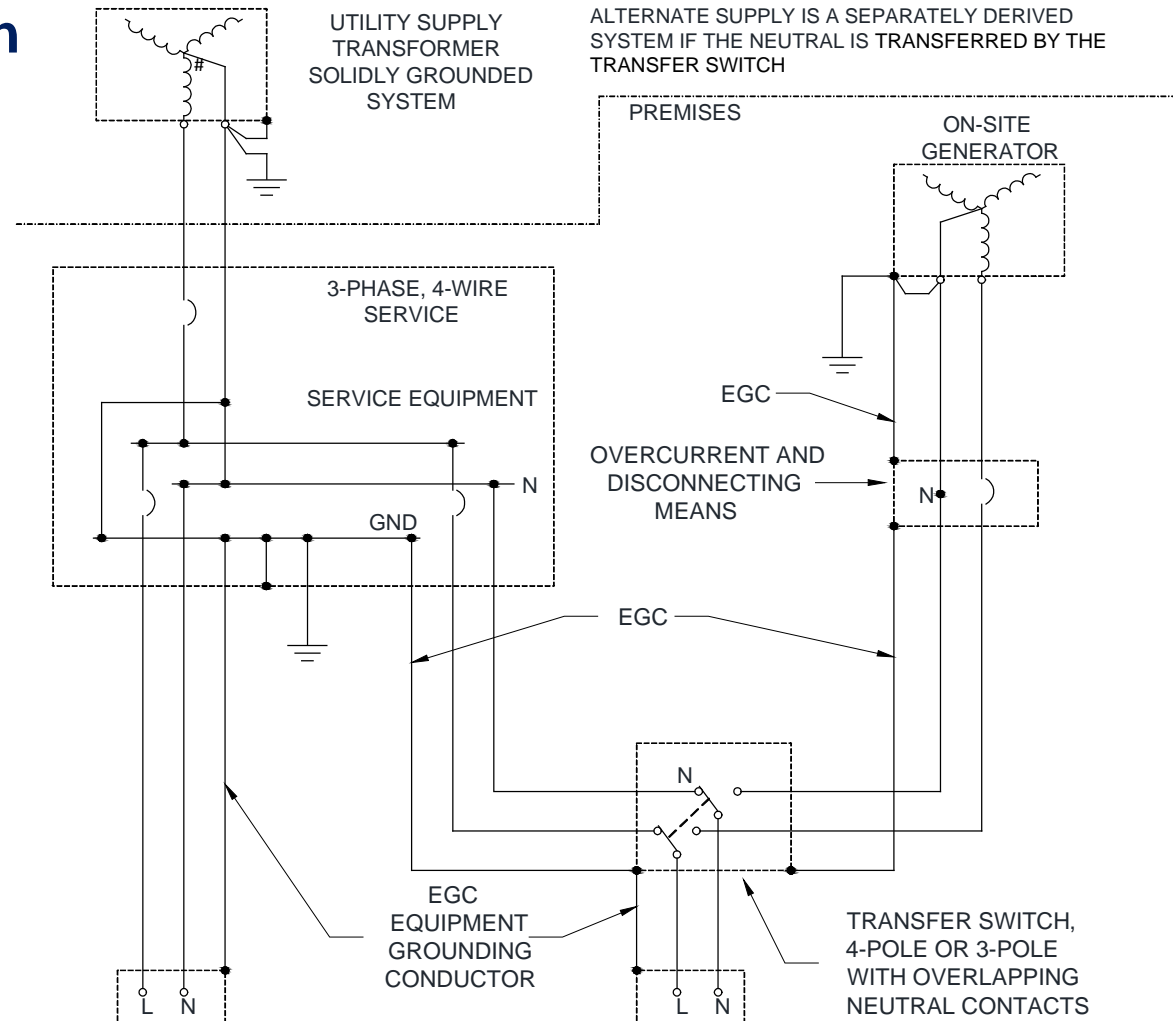 n
UTILITY SUPPLY
TRANSFORMER
SOLIDLY GROUNDED
SYSTEM
#
ALTERNATE SUPPLY IS A SEPARATELY DERIVED
SYSTEM IF THE NEUTRAL IS TRANSFERRED BY THE
TRANSFER SWITCH
PREMISES
ON-SITE
GENERATOR
3-PHASE, 4-WIRE
SERVICE
SERVICE EQUIPMENT
N
GND
EGC
OVERCURRENT AND
DISCONNECTING
MEANS
N
EGC
N
EGC
EQUIPMENT
GROUNDING
CONDUCTOR
TRANSFER SWITCH,
4-POLE OR 3-POLE
WITH OVERLAPPING
NEUTRAL CONTACTS
L N
L N